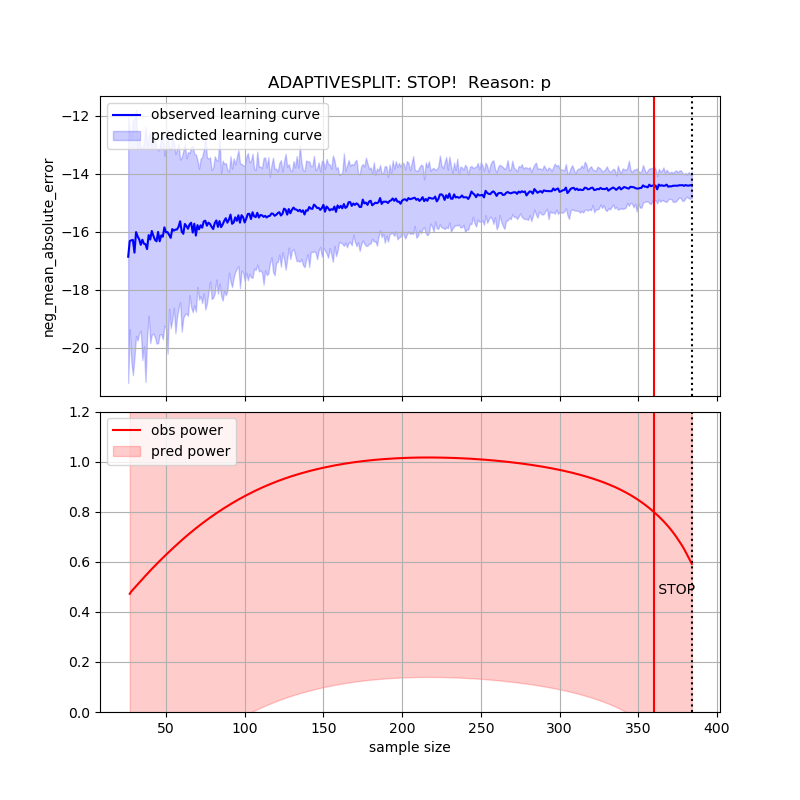 ADAPTIVESPLIT: STOP!  Reason: p
observed learning curve
predicted learning curve
neg_mean_absolute_error
−12
−14
−16
−18
−20
obs power
pred power
1.2
1.0
0.8
0.6
0.4
0.2
0.0
STOP
50 100 150 200 250 300 350 400
sample size